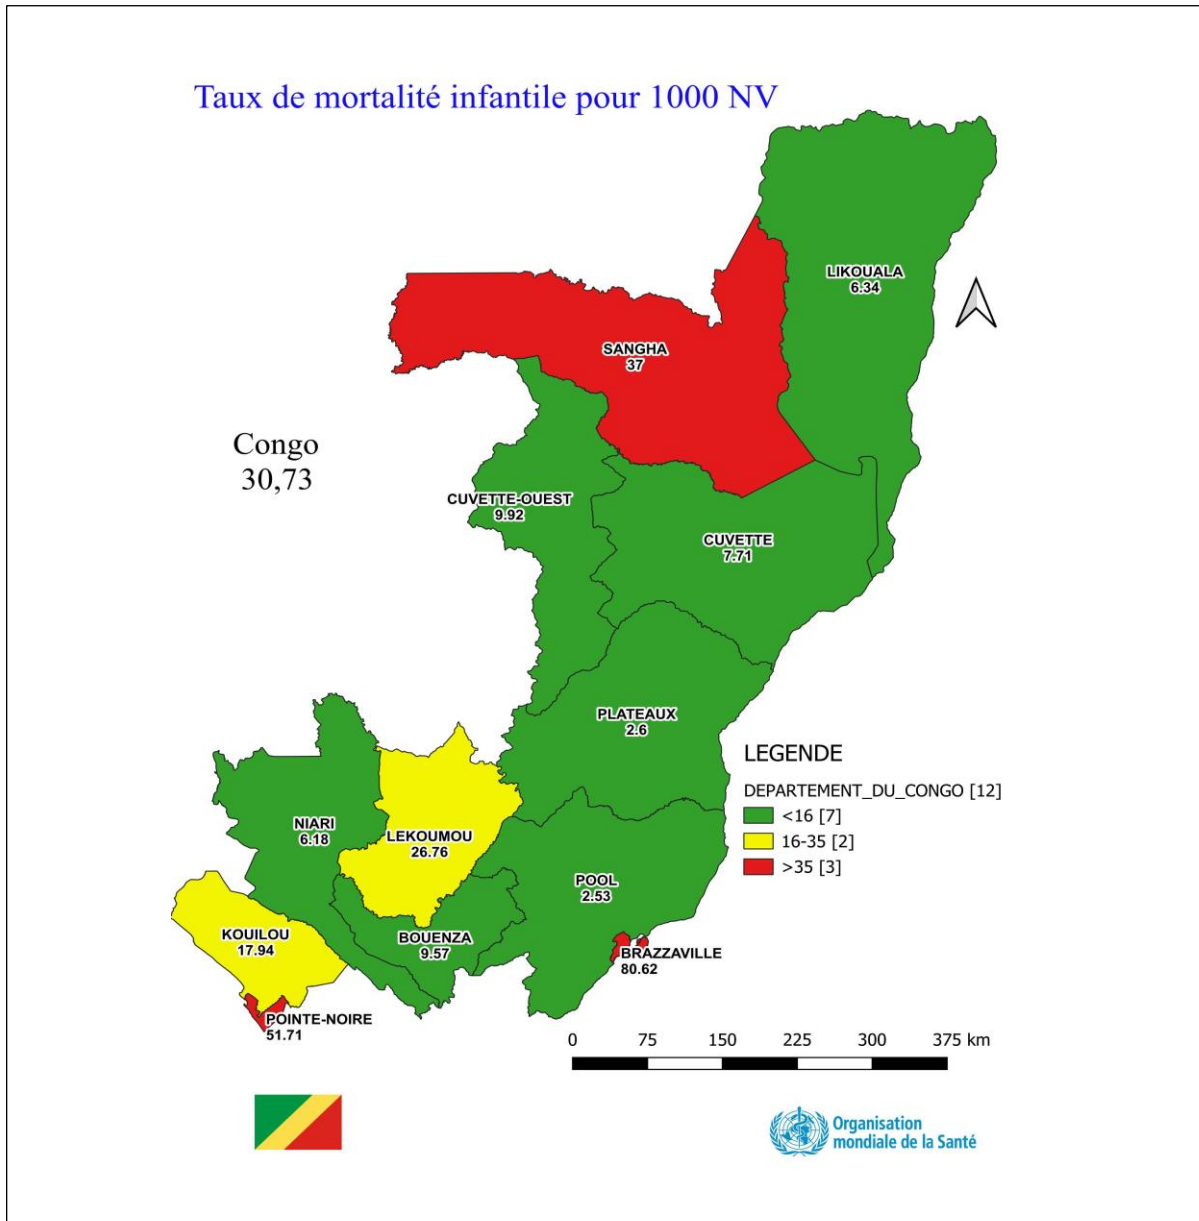 Taux de mortalité infantile pour 1000 NV
LIKOUALA
6.34
SANGHA
37
Congo
30,73
CUVETTE-OUEST
9.92
CUVETTE
7.71
PLATEAUX
2.6
LEGENDE
DEPARTEMENT_DU_CONGO [12]
<16 [7]
16-35 [2]
>35 [3]
NIARI
6.18
LEKOUMOU
26.76
POOL
2.53
KOUILOU
17.94
BOUENZA
9.57
BRAZZAVILLE
80.62
POINTE-NOIRE
51.71
0 75 150 225 300 375 km
Organisation
mondiale de la Santé